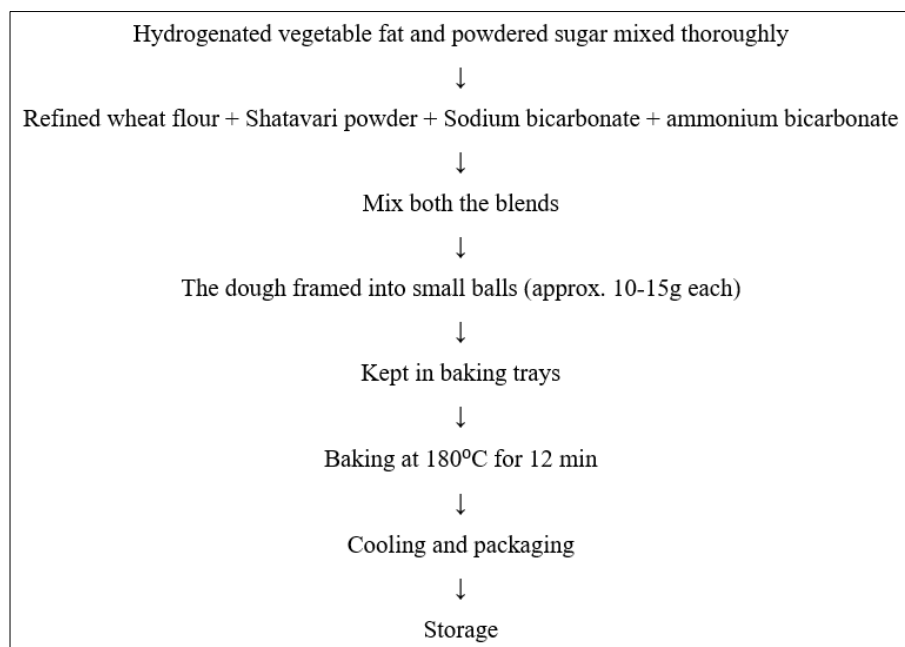 Hydrogenated vegetable fat and powdered sugar mixed thoroughly
↓
Refined wheat flour + Shatavari powder + Sodium bicarbonate + ammonium bicarbonate
↓
Mix both the blends
↓
The dough framed into small balls (approx. 10-15g each)
↓
Kept in baking trays
↓
Baking at 180⁰C for 12 min
↓
Cooling and packaging
↓
Storage